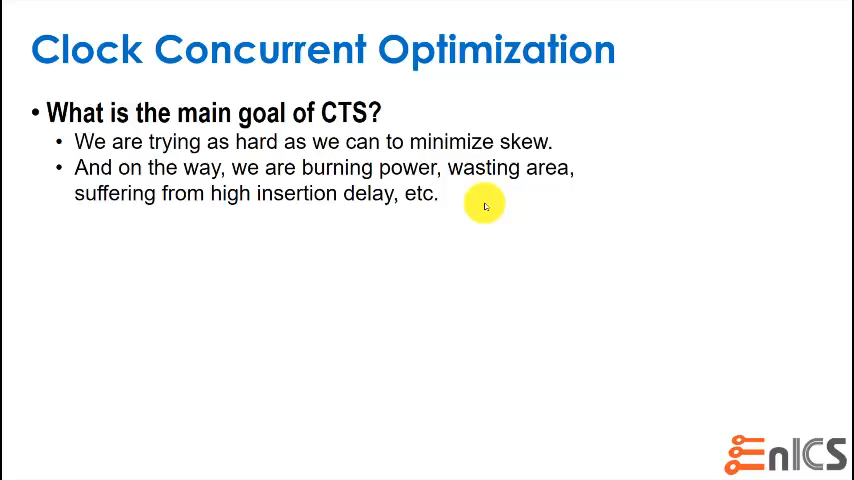 Clock Concurrent Optimization
• What is the main goal of CTS?
• We are trying as hard as we can to minimize skew.
• And on the way, we are burning power, wasting area,
suffering from high insertion delay, etc.
EnICS